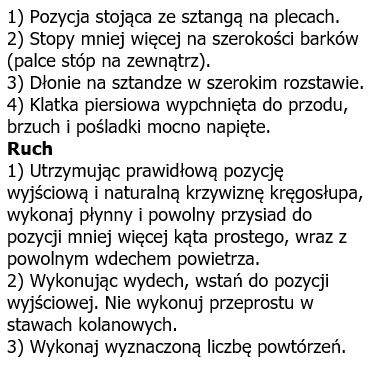 1) Pozycja stojąca ze sztangą na plecach.
2) Stopy mniej więcej na szerokości barków
(palce stóp na zewnątrz).
3) Dłonie na sztandze w szerokim rozstawie.
4) Klatka piersiowa wypchnięta do przodu,
brzuch i pośladki mocno napięte.
Ruch
1) Utrzymując prawidłową pozycję
wyjściową i naturalną krzywiznę kręgosłupa,
wykonaj płynny i powolny przysiad do
pozycji mniej więcej kąta prostego, wraz z
powolnym wdechem powietrza.
2) Wykonując wydech, wstań do pozycji
wyjściowej. Nie wykonuj przeprostu w
stawach kolanowych.
3) Wykonaj wyznaczoną liczbę powtórzeń.